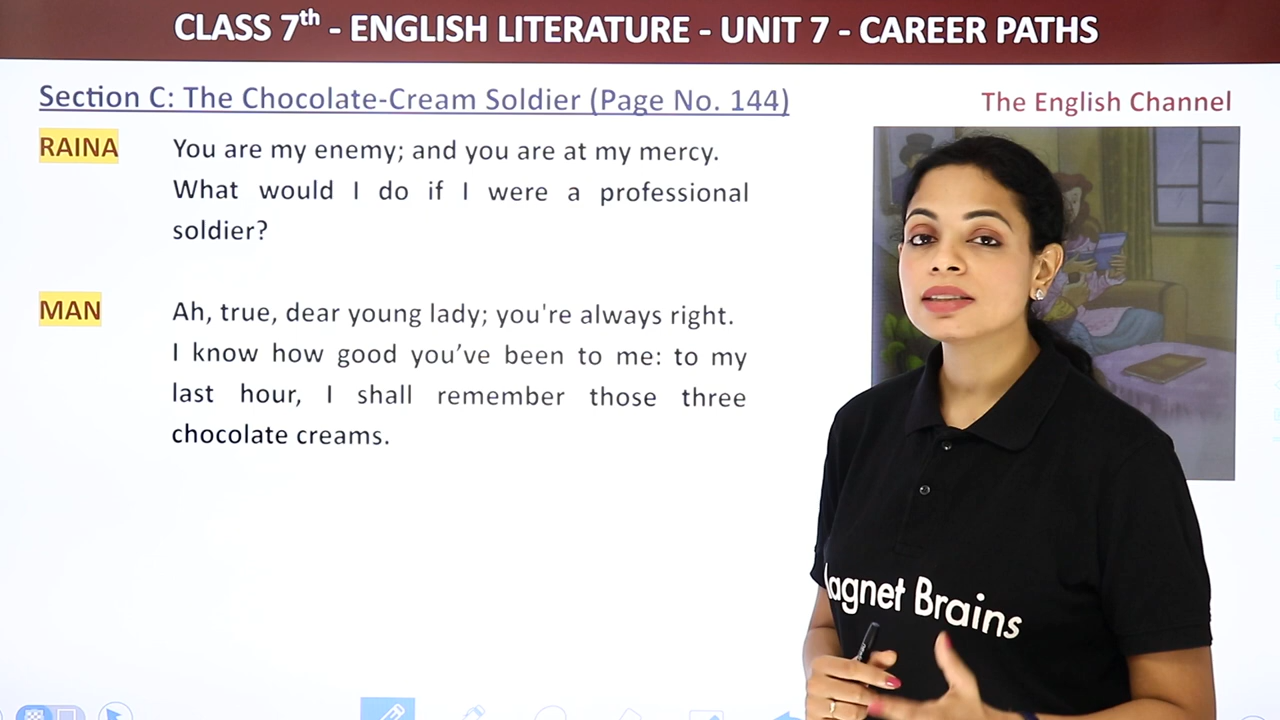 CLASS 7th - ENGLISH LITERATURE - UNIT 7 - CAREER PATHS
Section C: The Chocolate-Cream Soldier (Page No. 144)
The English Channel
RAINA
You are my enemy; and you are at my mercy.
What would I do if I were a professional
soldier?
MAN
Ah, true, dear young lady; you're always right.
I know how good you’ve been to me: to my
last hour, I shall remember those three
chocolate creams.
agnet Brains